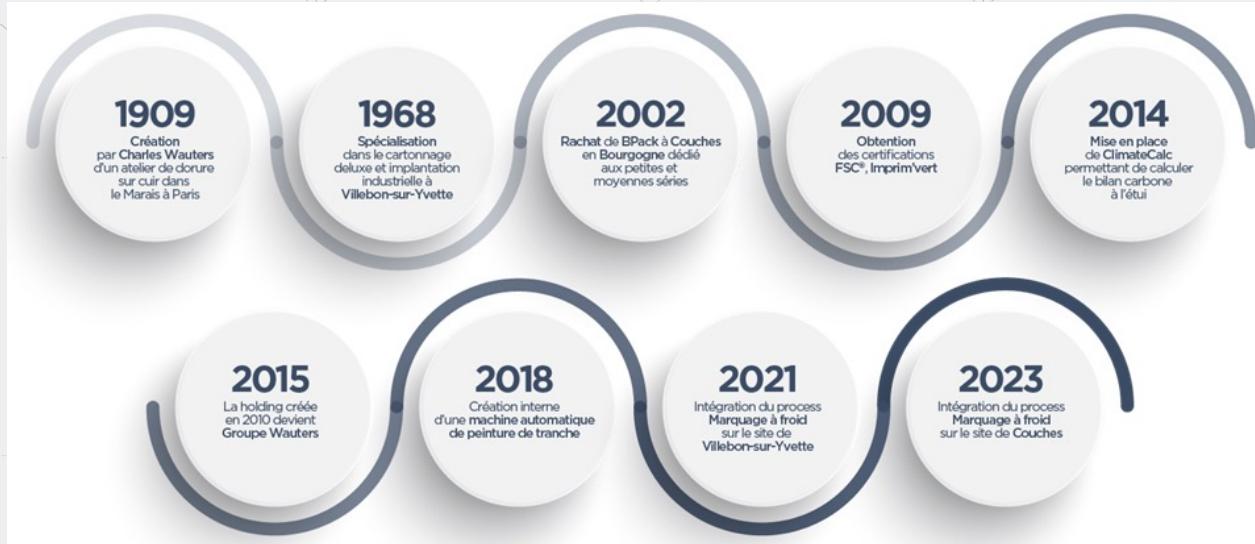 1909
Création
par Charles Wauters
d'un atelier de dorure
sur cuir dans
le Marais à Paris
1968
Spécialisation
dans le cartonnage
deluxe et implantation
industrielle à
Villebon-sur-Yvette
2002
Rachat de BPack à Couches
en Bourgogne dédié
aux petites et
moyennes séries
2009
Obtention
des certifications
FSC®, Imprim'vert
2014
Mise en place
de ClimateCalc
permettant de calculer
le bilan carbone
à l'étui
2015
La holding créée
en 2010 devient
Groupe Wauters
2018
Création interne
d'une machine automatique
de peinture de tranche
2021
Intégration du process
Marquage à froid
sur le site de
Villebon-sur-Yvette
2023
Intégration du process
Marquage à froid
sur le site de Couches